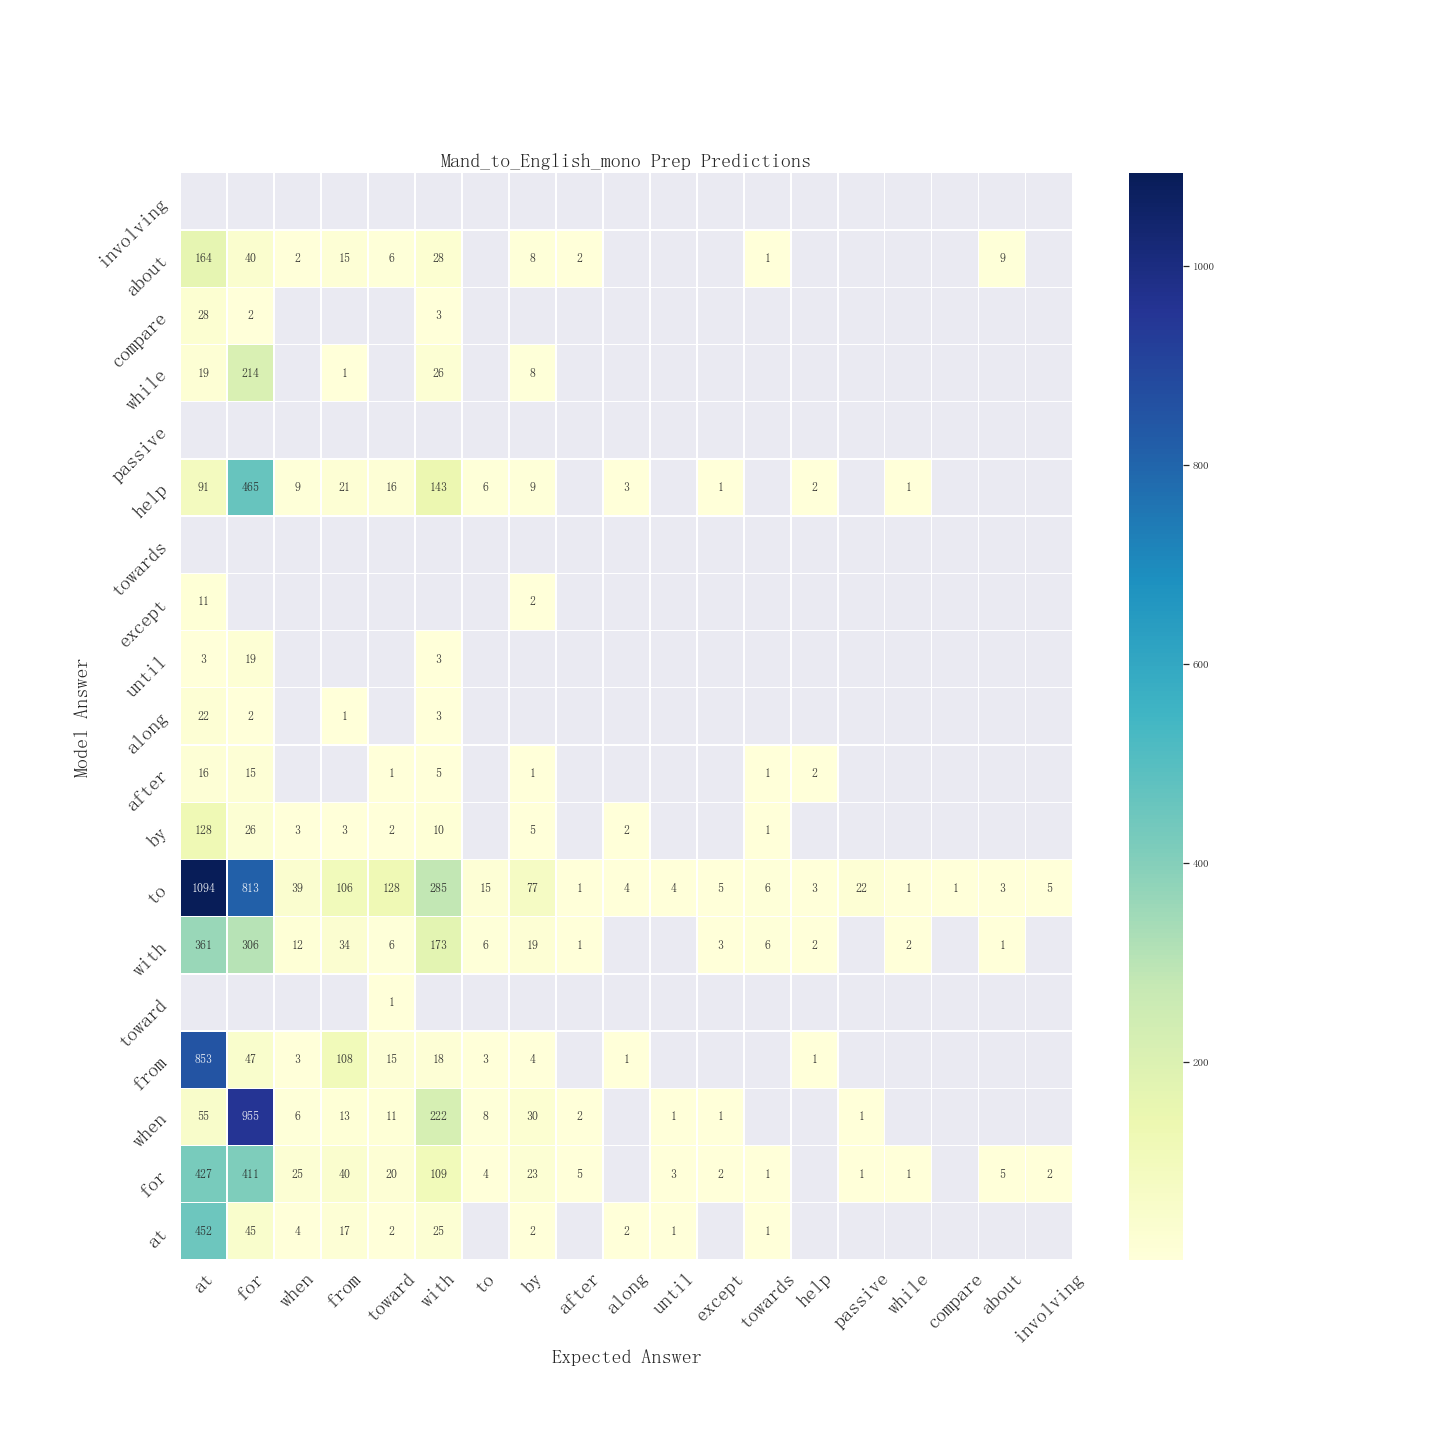 Mand_to_English_mono Prep Predictions
involving
about 164 40 2 15 6 28 8 2 1 9
compare 28 2 3
while 19 214 1 26 8
passive
help 91 465 9 21 16 143 6 9 3 1 2 1
towards
except 11 2
until 3 19 3
along 22 2 1 3
after 16 15 1 5 1 1 2
by 128 26 3 3 2 10 5 2 1
to 1094 813 39 106 128 285 15 77 1 4 4 5 6 3 22 1 1 3 5
with 361 306 12 34 6 173 6 19 1 3 6 2 2 1
toward 1
from 853 47 3 108 15 18 3 4 1 1
when 55 955 6 13 11 222 8 30 2 1 1 1
for 427 411 25 40 20 109 4 23 5 3 2 1 1 1 5 2
at 452 45 4 17 2 25 2 2 1 1
at for when from toward with to by after along until except towards help passive while compare about involving
Expected Answer
Model Answer
1000
800
600
400
200